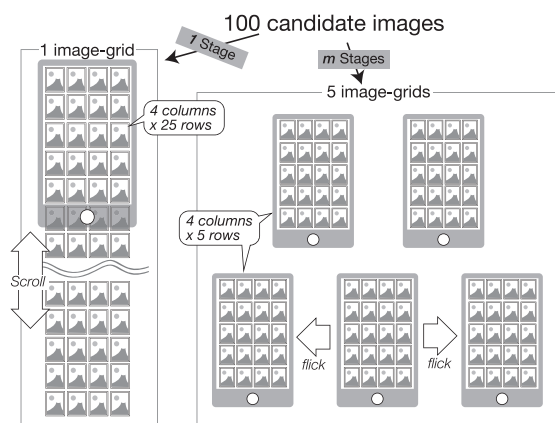 100 candidate images
1 Stage
m Stages
1 image-grid
5 image-grids
4 columns
x 25 rows
4 columns
x 5 rows
Scroll
flick
flick